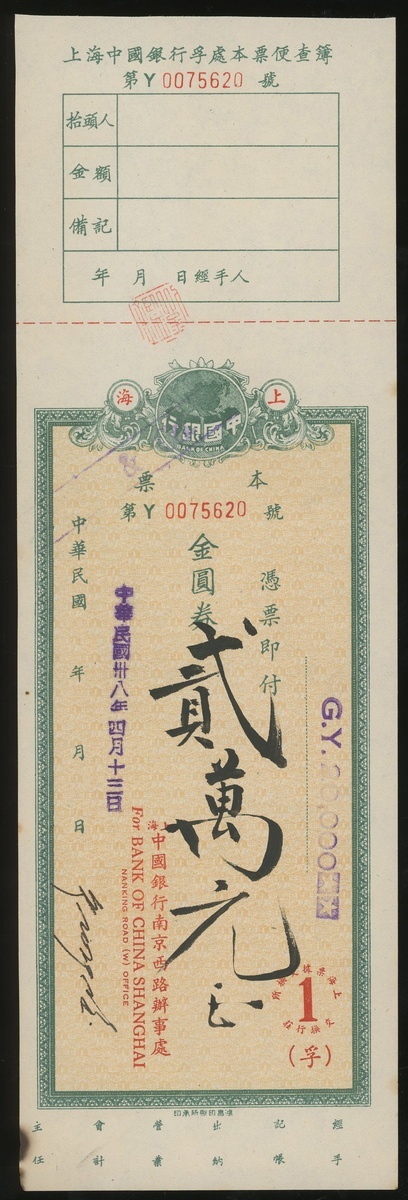 上海中國銀行孚處本票便查簿
第Y 0075620 號
抬頭人
金額
備記
年 月 日 經手人
上海
中國銀行
BANK OF CHINA
本票
第Y 0075620 號
憑票即付
金圓券
貳萬元正
G.Y. 20,000
中華民國 年 月 日
中華民國卅八年四月十三日
上海中國銀行南京西路辦事處
For BANK OF CHINA SHANGHAI
NANKING ROAD (W) OFFICE
1
(孚)
經手 記帳 出納 營業 會計 主任